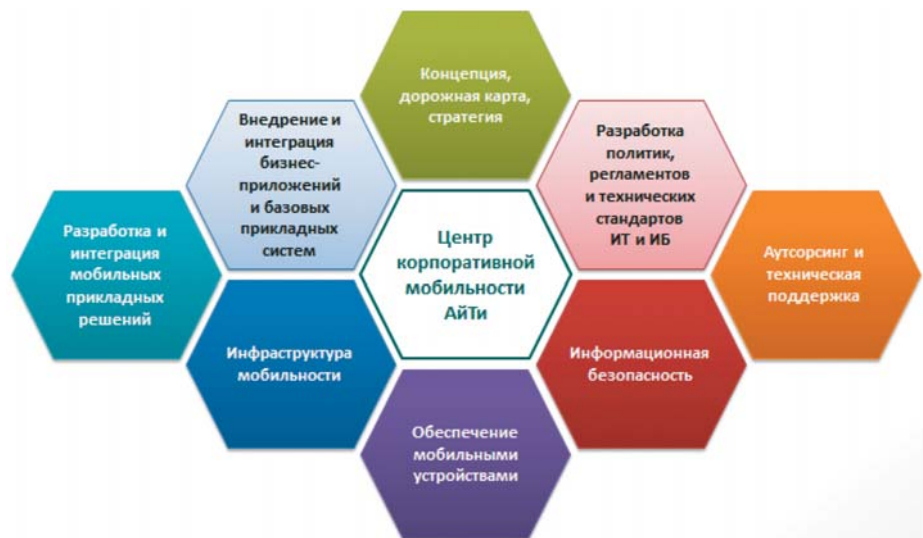 Концепция,
дорожная карта,
стратегия
Внедрение и
интеграция
бизнес-
приложений
и базовых
прикладных
систем
Разработка
политик,
регламентов
и технических
стандартов
ИТ и ИБ
Разработка и
интеграция
мобильных
прикладных
решений
Центр
корпоративной
мобильности
АйТи
Аутсорсинг и
техническая
поддержка
Инфраструктура
мобильности
Информационная
безопасность
Обеспечение
мобильными
устройствами